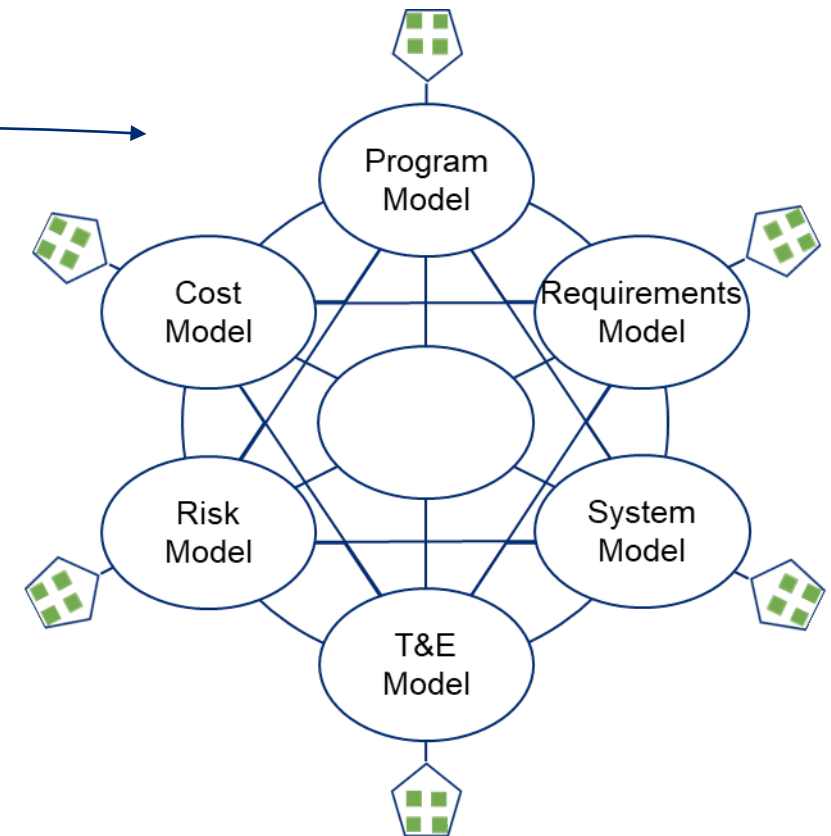 Program
Model
Cost
Model
Requirements
Model
Risk
Model
System
Model
T&E
Model